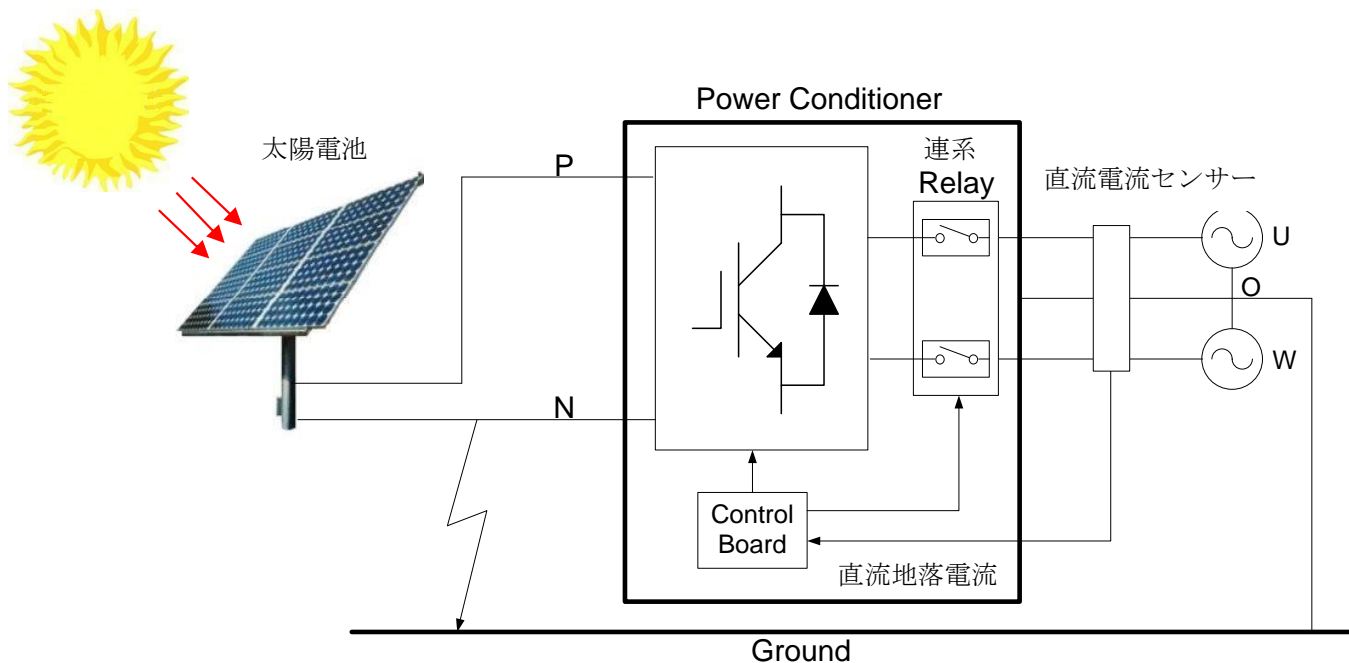 Power Conditioner
太陽電池
P
連系
Relay
直流電流センサー
U
O
W
N
Control
Board
直流地落電流
Ground